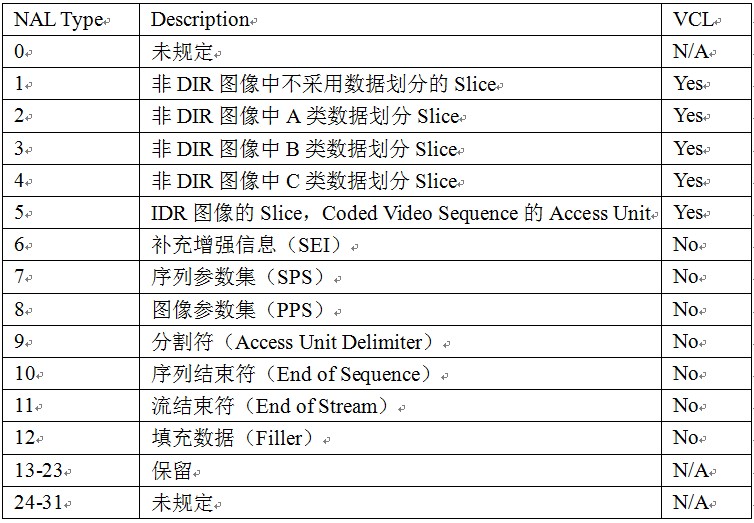 NAL Type Description VCL
0 未规定 N/A
1 非 DIR 图像中不采用数据划分的 Slice Yes
2 非 DIR 图像中 A 类数据划分 Slice Yes
3 非 DIR 图像中 B 类数据划分 Slice Yes
4 非 DIR 图像中 C 类数据划分 Slice Yes
5 IDR 图像的 Slice，Coded Video Sequence 的 Access Unit Yes
6 补充增强信息（SEI） No
7 序列参数集（SPS） No
8 图像参数集（PPS） No
9 分割符（Access Unit Delimiter） No
10 序列结束符（End of Sequence） No
11 流结束符（End of Stream） No
12 填充数据（Filler） No
13-23 保留 N/A
24-31 未规定 N/A